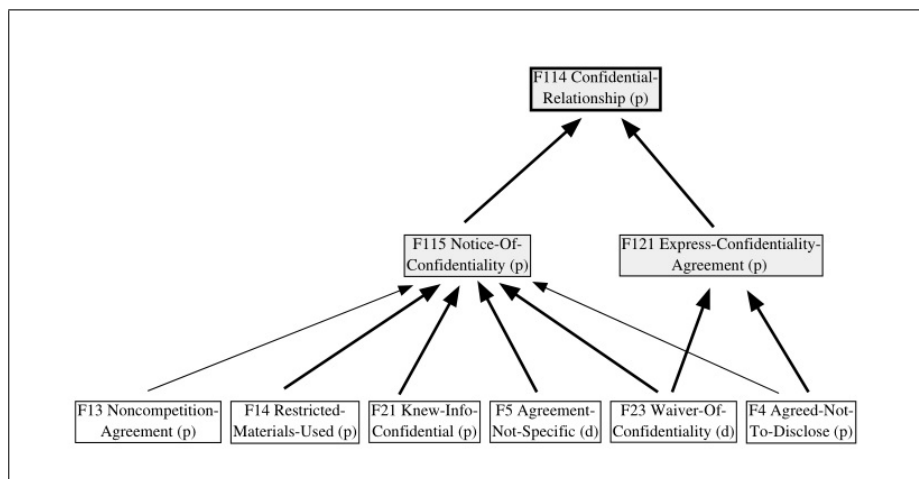 F114 Confidential-
Relationship (p)
F115 Notice-Of-
Confidentiality (p)
F121 Express-Confidentiality-
Agreement (p)
F13 Noncompetition-
Agreement (p)
F14 Restricted-
Materials-Used (p)
F21 Knew-Info-
Confidential (p)
F5 Agreement-
Not-Specific (d)
F23 Waiver-Of-
Confidentiality (d)
F4 Agreed-Not-
To-Disclose (p)